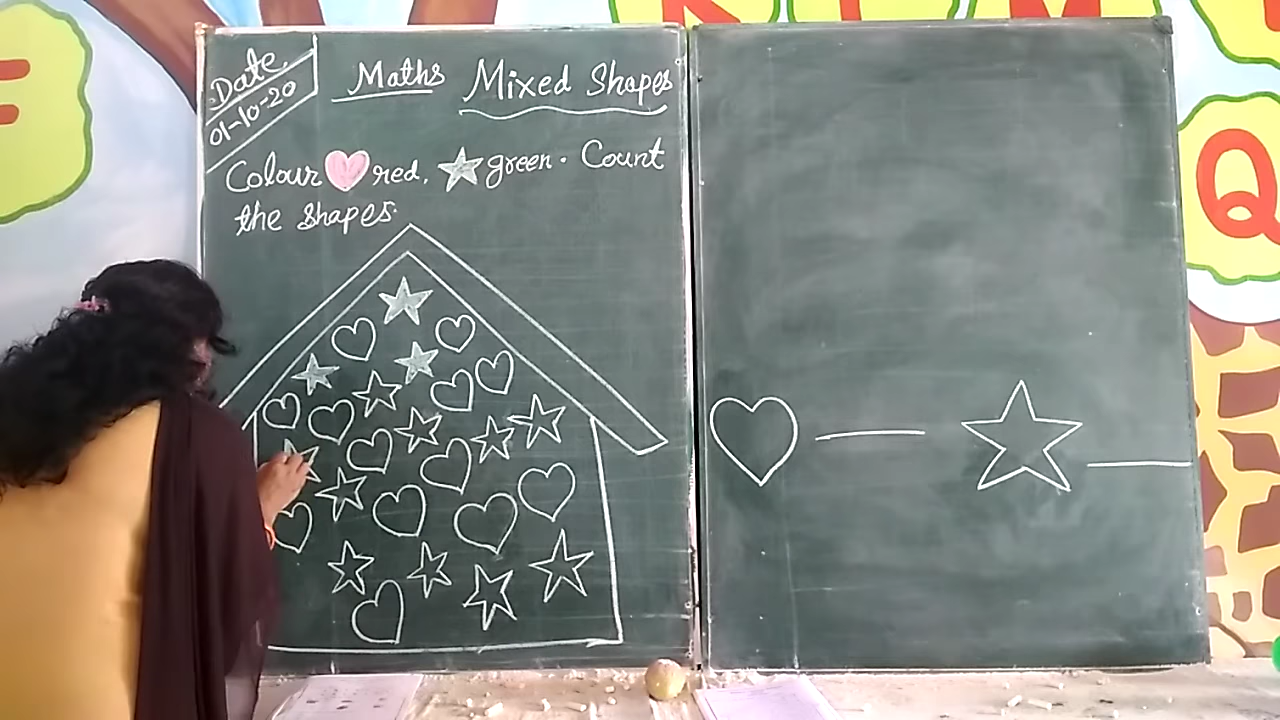 Date
01-10-20
Maths Mixed Shapes
Colour red, green. Count
the shapes.
Q